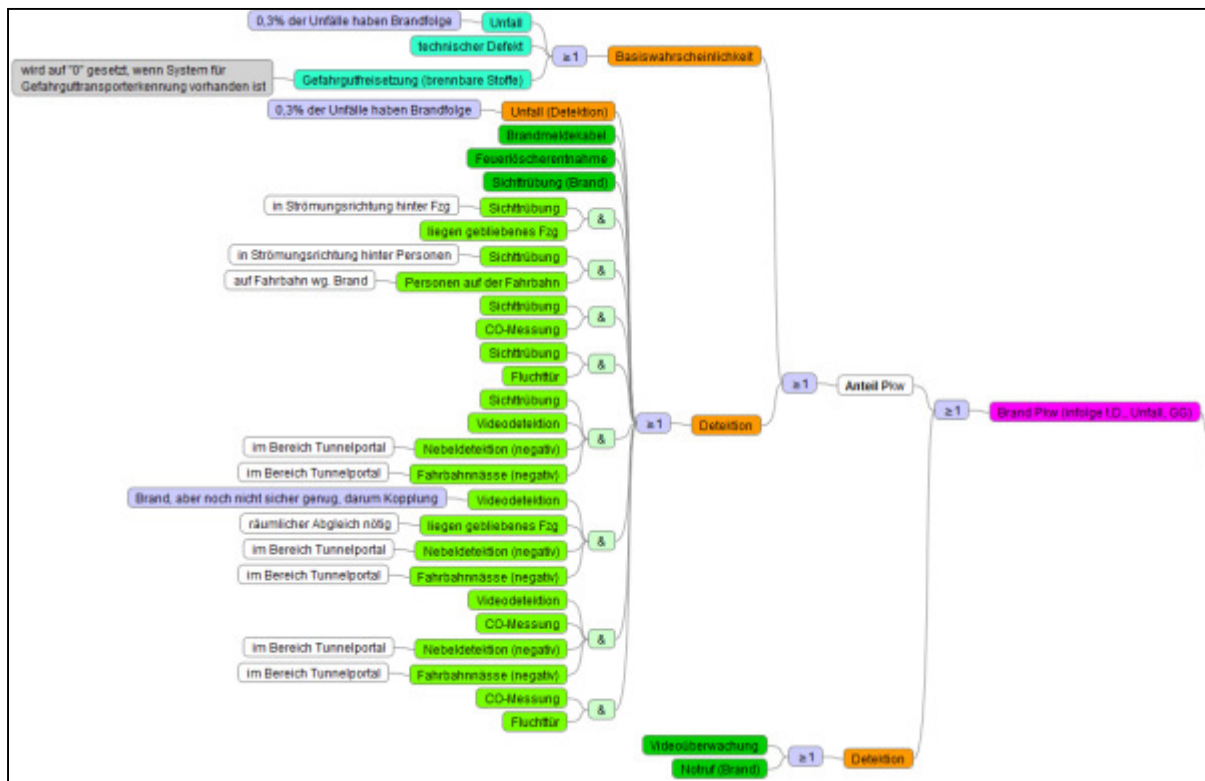 0,3% der Unfälle haben Brandfolge
Unfall
technischer Defekt
≥1
Basiswahrscheinlichkeit
wird auf "0" gesetzt, wenn System für
Gefahrguttransporterkennung vorhanden ist
Gefahrgutfreisetzung (brennbare Stoffe)
0,3% der Unfälle haben Brandfolge
Unfall (Detektion)
Brandmeldekabel
Feuerlöscherentnahme
Sichttrübung (Brand)
in Strömungsrichtung hinter Fzg
Sichttrübung
&
liegen gebliebenes Fzg
in Strömungsrichtung hinter Personen
Sichttrübung
&
auf Fahrbahn wg. Brand
Personen auf der Fahrbahn
Sichttrübung
&
CO-Messung
Sichttrübung
&
Fluchttür
≥1
Anteil Pkw
≥1
Brand Pkw (infolge t.D., Unfall, GG)
Sichttrübung
Videodetektion
&
≥1
Detektion
im Bereich Tunnelportal
Nebeldetektion (negativ)
im Bereich Tunnelportal
Fahrbahnnässe (negativ)
Brand, aber noch nicht sicher genug, darum Kopplung
Videodetektion
räumlicher Abgleich nötig
liegen gebliebenes Fzg
&
im Bereich Tunnelportal
Nebeldetektion (negativ)
im Bereich Tunnelportal
Fahrbahnnässe (negativ)
Videodetektion
CO-Messung
&
im Bereich Tunnelportal
Nebeldetektion (negativ)
im Bereich Tunnelportal
Fahrbahnnässe (negativ)
CO-Messung
&
Fluchttür
Videoüberwachung
≥1
Detektion
Notruf (Brand)